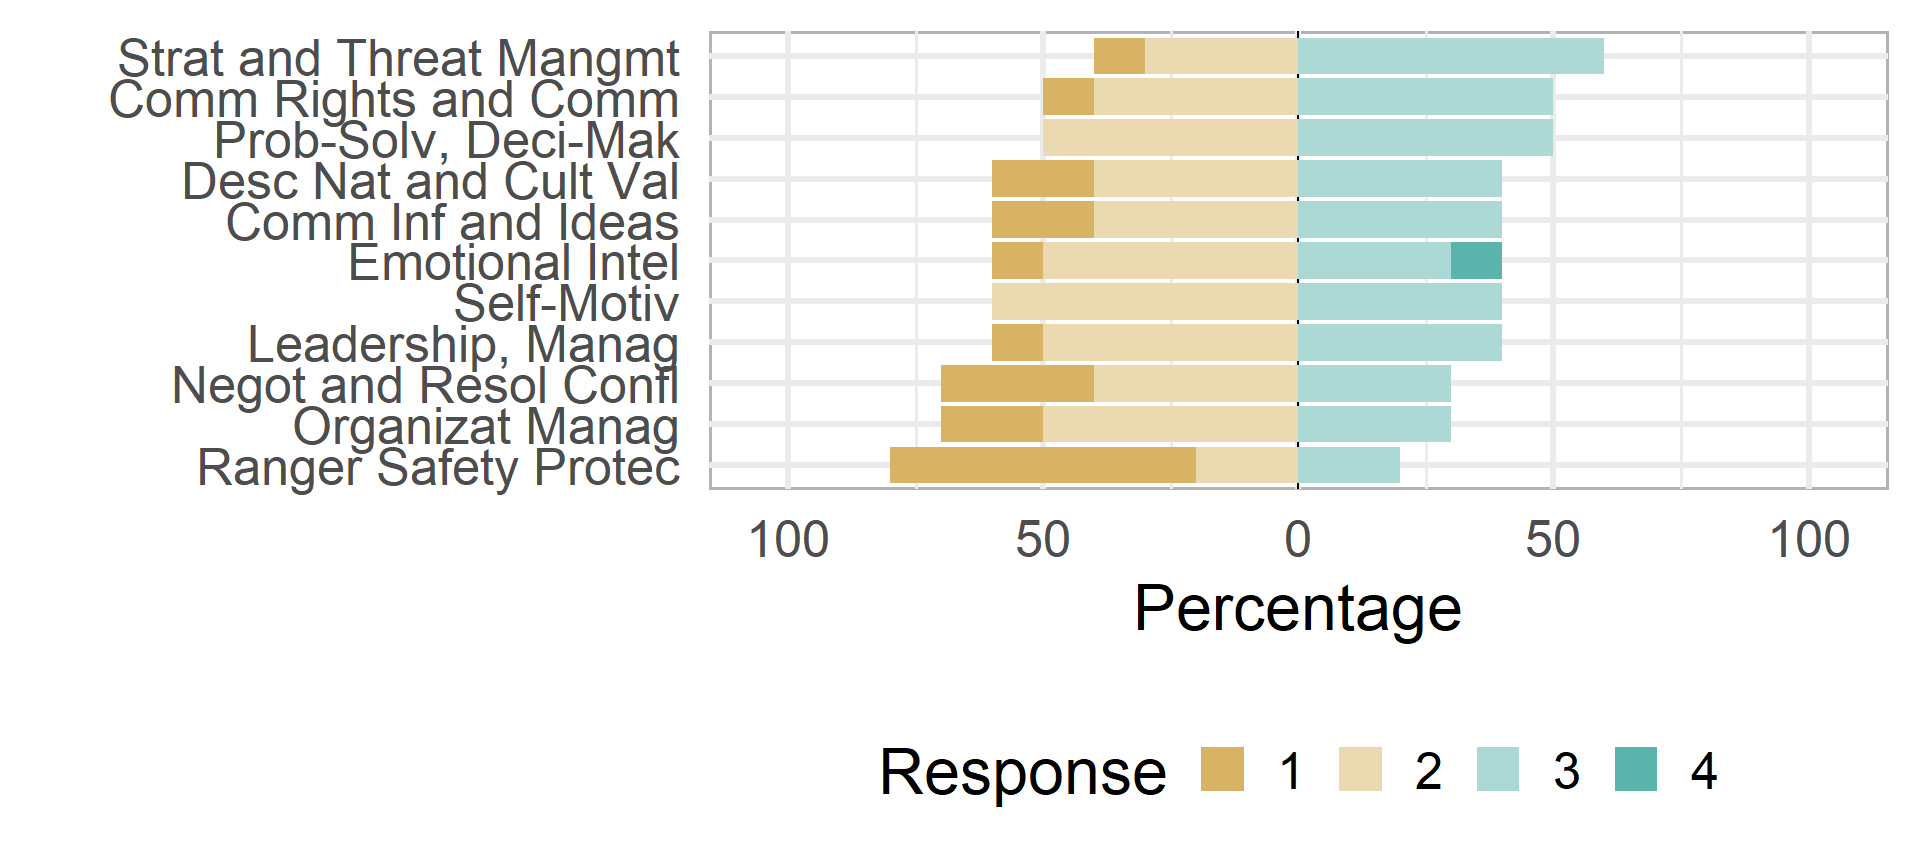 Strat and Threat Mangmt
Comm Rights and Comm
Prob-Solv, Deci-Mak
Desc Nat and Cult Val
Comm Inf and Ideas
Emotional Intel
Self-Motiv
Leadership, Manag
Negot and Resol Confl
Organizat Manag
Ranger Safety Protec
100 50 0 50 100
Percentage
Response 1 2 3 4